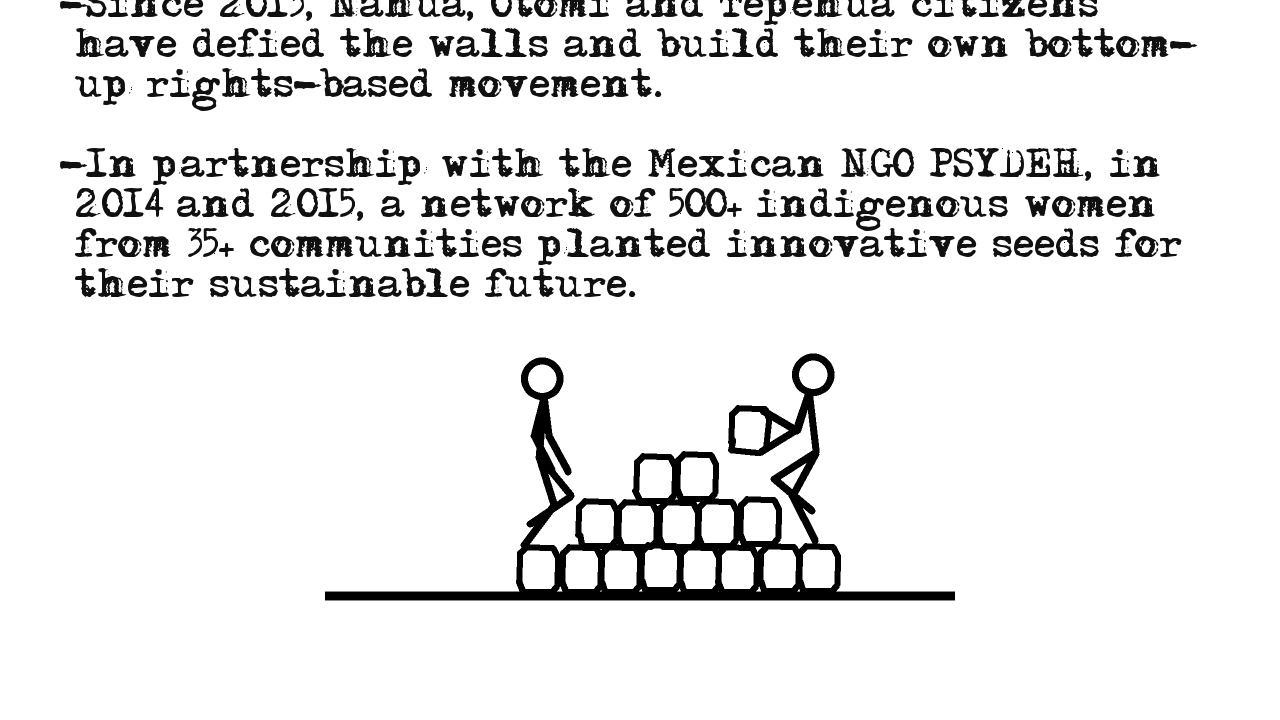 -Since Nahua, Otomi and Tepehua citizens
have defied the walls and build their own bottom-
up rights-based movement.
-In partnership with the Mexican NGO PSYDEH, in
2014 and 2015, a network of 500+ indigenous women
from 35+ communities planted innovative seeds for
their sustainable future.